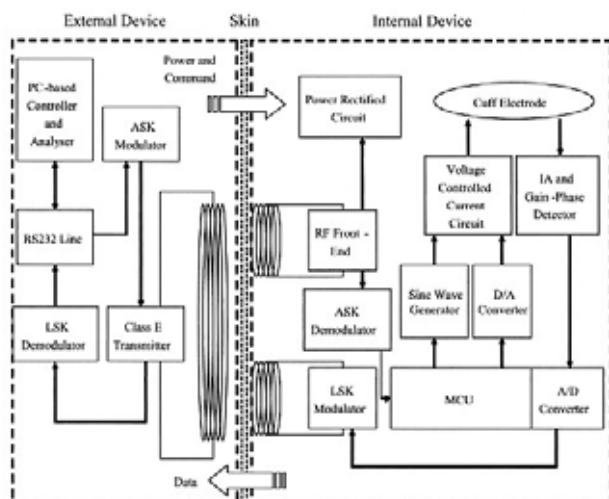 External Device
Skin
Internal Device
PC-based
Controller
and
Analyser
ASK
Modulator
RS232 Line
LSK
Demodulator
Class E
Transmitter
Power and
Command
Data
Power Rectified
Circuit
RF Front -
End
ASK
Demodulator
LSK
Modulator
Cuff Electrode
Voltage
Controlled
Current
Circuit
IA and
Gain -Phase
Detector
Sine Wave
Generator
D/A
Converter
MCU
A/D
Converter